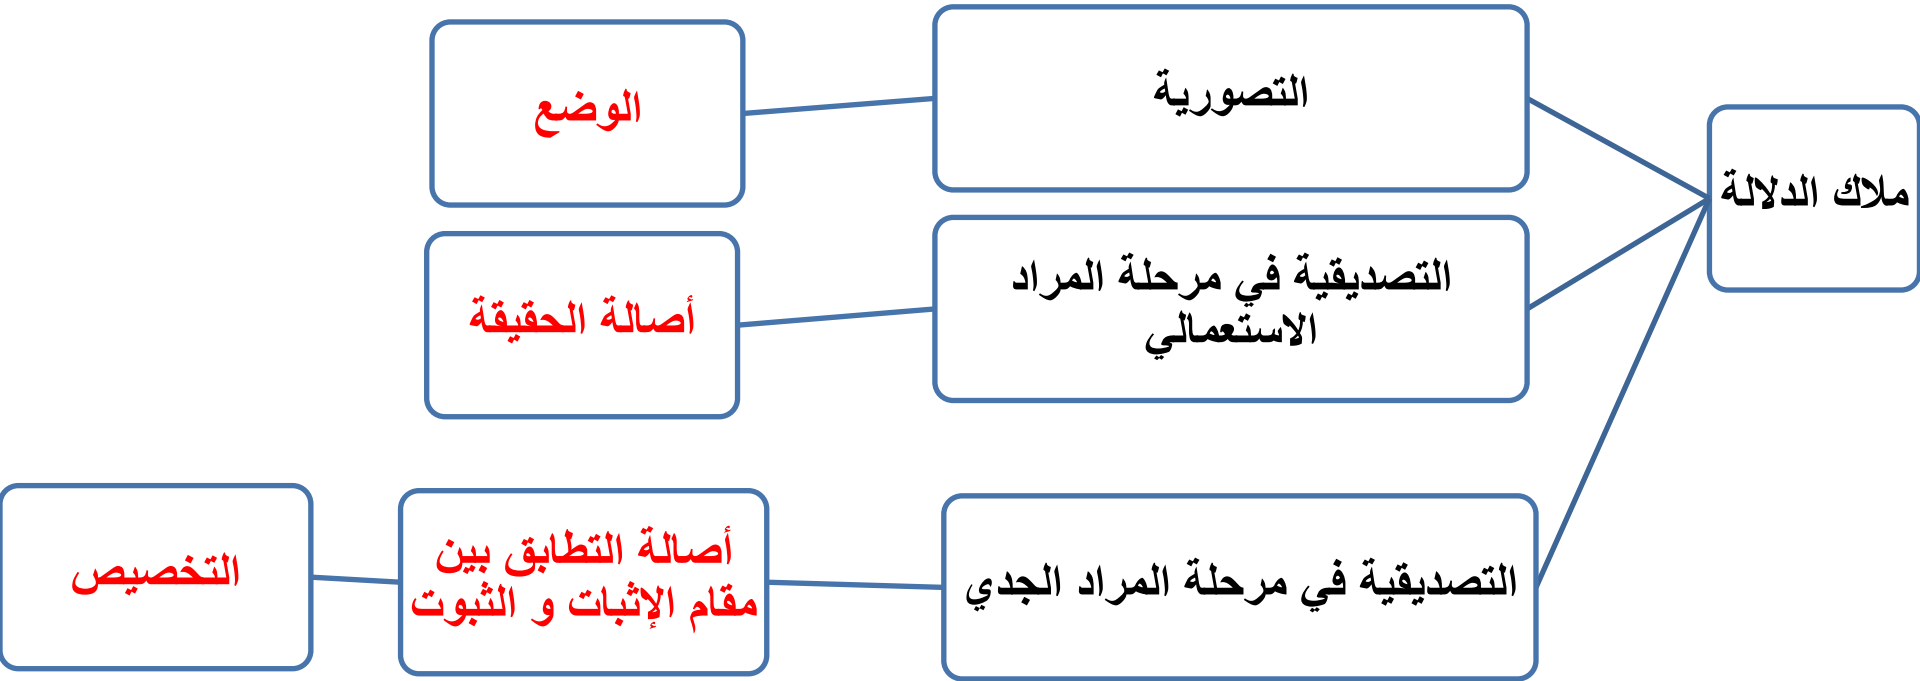 ملاك الدلالة
التصورية
الوضع
التصديقية في مرحلة المراد
الاستعمالي
أصالة الحقيقة
التصديقية في مرحلة المراد الجدي
أصالة التطابق بين
مقام الإثبات و الثبوت
التخصيص